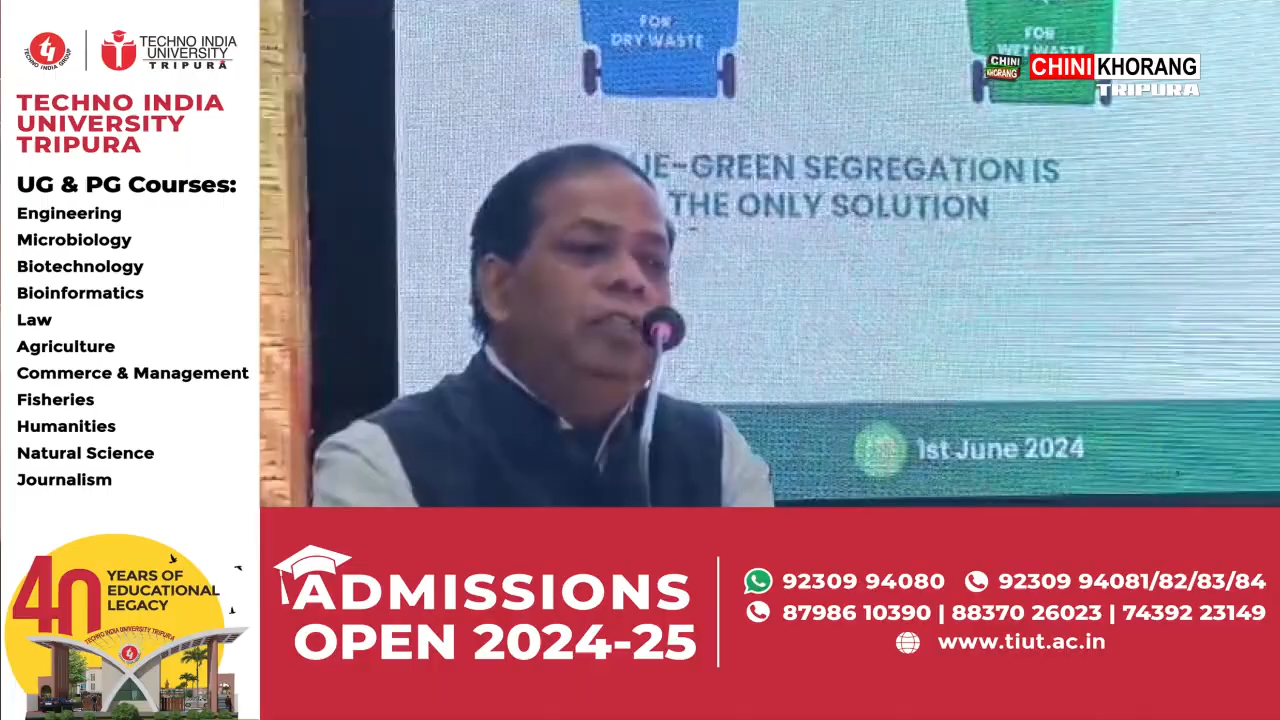 TECHNO INDIA GROUP
TECHNO INDIA
UNIVERSITY
TRIPURA
TECHNO INDIA
UNIVERSITY
TRIPURA
UG & PG Courses:
Engineering
Microbiology
Biotechnology
Bioinformatics
Law
Agriculture
Commerce & Management
Fisheries
Humanities
Natural Science
Journalism
40 YEARS OF
EDUCATIONAL
LEGACY
TECHNO INDIA UNIVERSITY TRIPURA
FOR
DRY WASTE
FOR
WET WASTE
CHINI
KHORANG
CHINI KHORANG
TRIPURA
UE-GREEN SEGREGATION IS
THE ONLY SOLUTION
1st June 2024
ADMISSIONS
OPEN 2024-25
92309 94080 92309 94081/82/83/84
87986 10390 | 88370 26023 | 74392 23149
www.tiut.ac.in